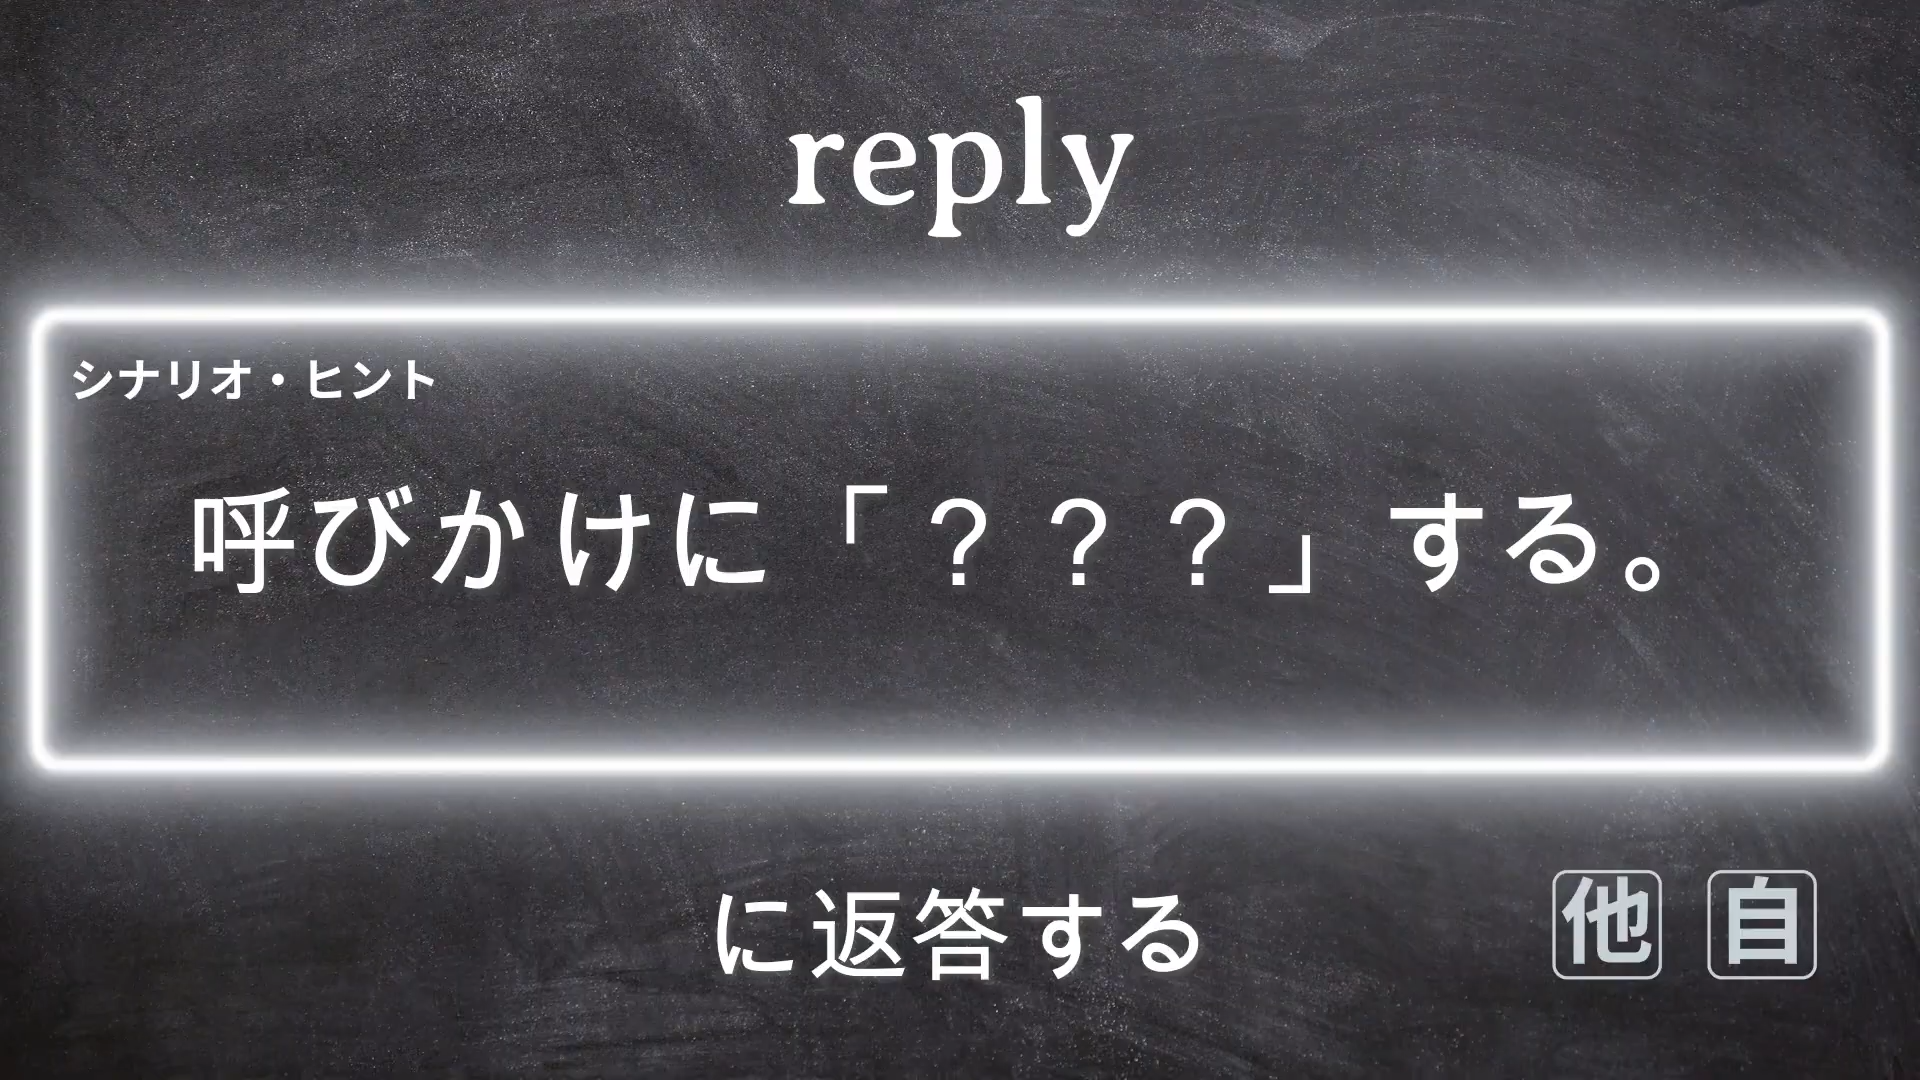 reply
シナリオ・ヒント
呼びかけに「？？？」する。
に返答する
他 自